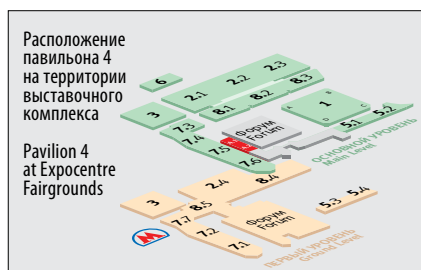 Расположение
павильона 4
на территории
выставочного
комплекса
Pavilion 4
at Expocentre
Fairgrounds
6
2.1
2.2
2.3
3
8.1
8.2
8.3
7.3
7.4
7.5
7.6
Форум
Forum
A
B
C
D
1
5.1
5.2
ОСНОВНОЙ УРОВЕНЬ
Main Level
3
2.4
8.4
8.5
7.7
7.2
7.1
Форум
Forum
5.3
5.4
ПЕРВЫЙ УРОВЕНЬ
Ground Level
М